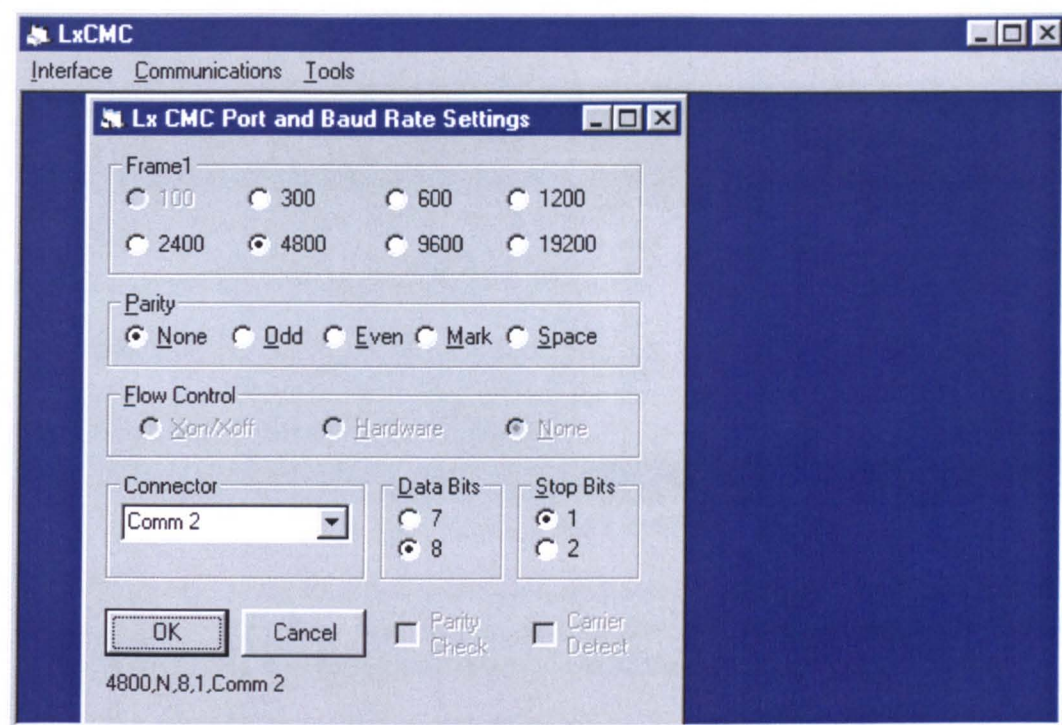 LxCMC
Interface Communications Tools
Lx CMC Port and Baud Rate Settings
Frame1
100 300 600 1200
2400 4800 9600 19200
Parity
None Odd Even Mark Space
Flow Control
Xon/Xoff Hardware None
Connector
Comm 2
Data Bits
7
8
Stop Bits
1
2
OK Cancel
Parity
Check
Carrier
Detect
4800,N,8,1,Comm 2